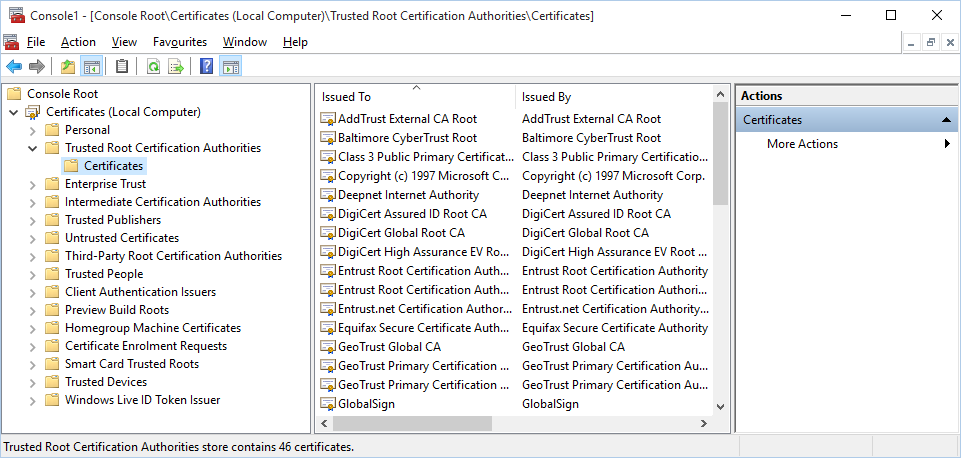 Console1 - [Console Root\Certificates (Local Computer)\Trusted Root Certification Authorities\Certificates]
File Action View Favourites Window Help
Console Root
Certificates (Local Computer)
Personal
Trusted Root Certification Authorities
Certificates
Enterprise Trust
Intermediate Certification Authorities
Trusted Publishers
Untrusted Certificates
Third-Party Root Certification Authorities
Trusted People
Client Authentication Issuers
Preview Build Roots
Homegroup Machine Certificates
Certificate Enrolment Requests
Smart Card Trusted Roots
Trusted Devices
Windows Live ID Token Issuer
Issued To Issued By
AddTrust External CA Root AddTrust External CA Root
Baltimore CyberTrust Root Baltimore CyberTrust Root
Class 3 Public Primary Certificat... Class 3 Public Primary Certificatio...
Copyright (c) 1997 Microsoft C... Copyright (c) 1997 Microsoft Corp.
Deepnet Internet Authority Deepnet Internet Authority
DigiCert Assured ID Root CA DigiCert Assured ID Root CA
DigiCert Global Root CA DigiCert Global Root CA
DigiCert High Assurance EV Ro... DigiCert High Assurance EV Root ...
Entrust Root Certification Auth... Entrust Root Certification Authority
Entrust Root Certification Auth... Entrust Root Certification Authori...
Entrust.net Certification Author... Entrust.net Certification Authority...
Equifax Secure Certificate Auth... Equifax Secure Certificate Authority
GeoTrust Global CA GeoTrust Global CA
GeoTrust Primary Certification ... GeoTrust Primary Certification Au...
GeoTrust Primary Certification ... GeoTrust Primary Certification Au...
GlobalSign GlobalSign
Actions
Certificates
More Actions
Trusted Root Certification Authorities store contains 46 certificates.